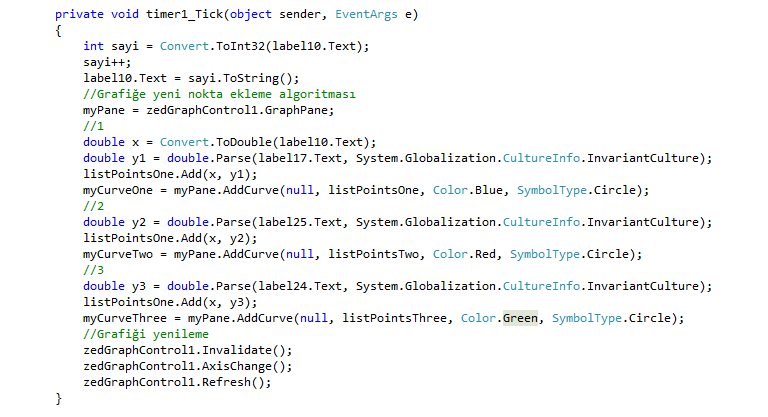 private void timer1_Tick(object sender, EventArgs e)
{
int sayi = Convert.ToInt32(label10.Text);
sayi++;
label10.Text = sayi.ToString();
//Grafiğe yeni nokta ekleme algoritması
myPane = zedGraphControl1.GraphPane;
//1
double x = Convert.ToDouble(label10.Text);
double y1 = double.Parse(label17.Text, System.Globalization.CultureInfo.InvariantCulture);
listPointsOne.Add(x, y1);
myCurveOne = myPane.AddCurve(null, listPointsOne, Color.Blue, SymbolType.Circle);
//2
double y2 = double.Parse(label25.Text, System.Globalization.CultureInfo.InvariantCulture);
listPointsOne.Add(x, y2);
myCurveTwo = myPane.AddCurve(null, listPointsTwo, Color.Red, SymbolType.Circle);
//3
double y3 = double.Parse(label24.Text, System.Globalization.CultureInfo.InvariantCulture);
listPointsOne.Add(x, y3);
myCurveThree = myPane.AddCurve(null, listPointsThree, Color.Green, SymbolType.Circle);
//Grafiği yenileme
zedGraphControl1.Invalidate();
zedGraphControl1.AxisChange();
zedGraphControl1.Refresh();
}